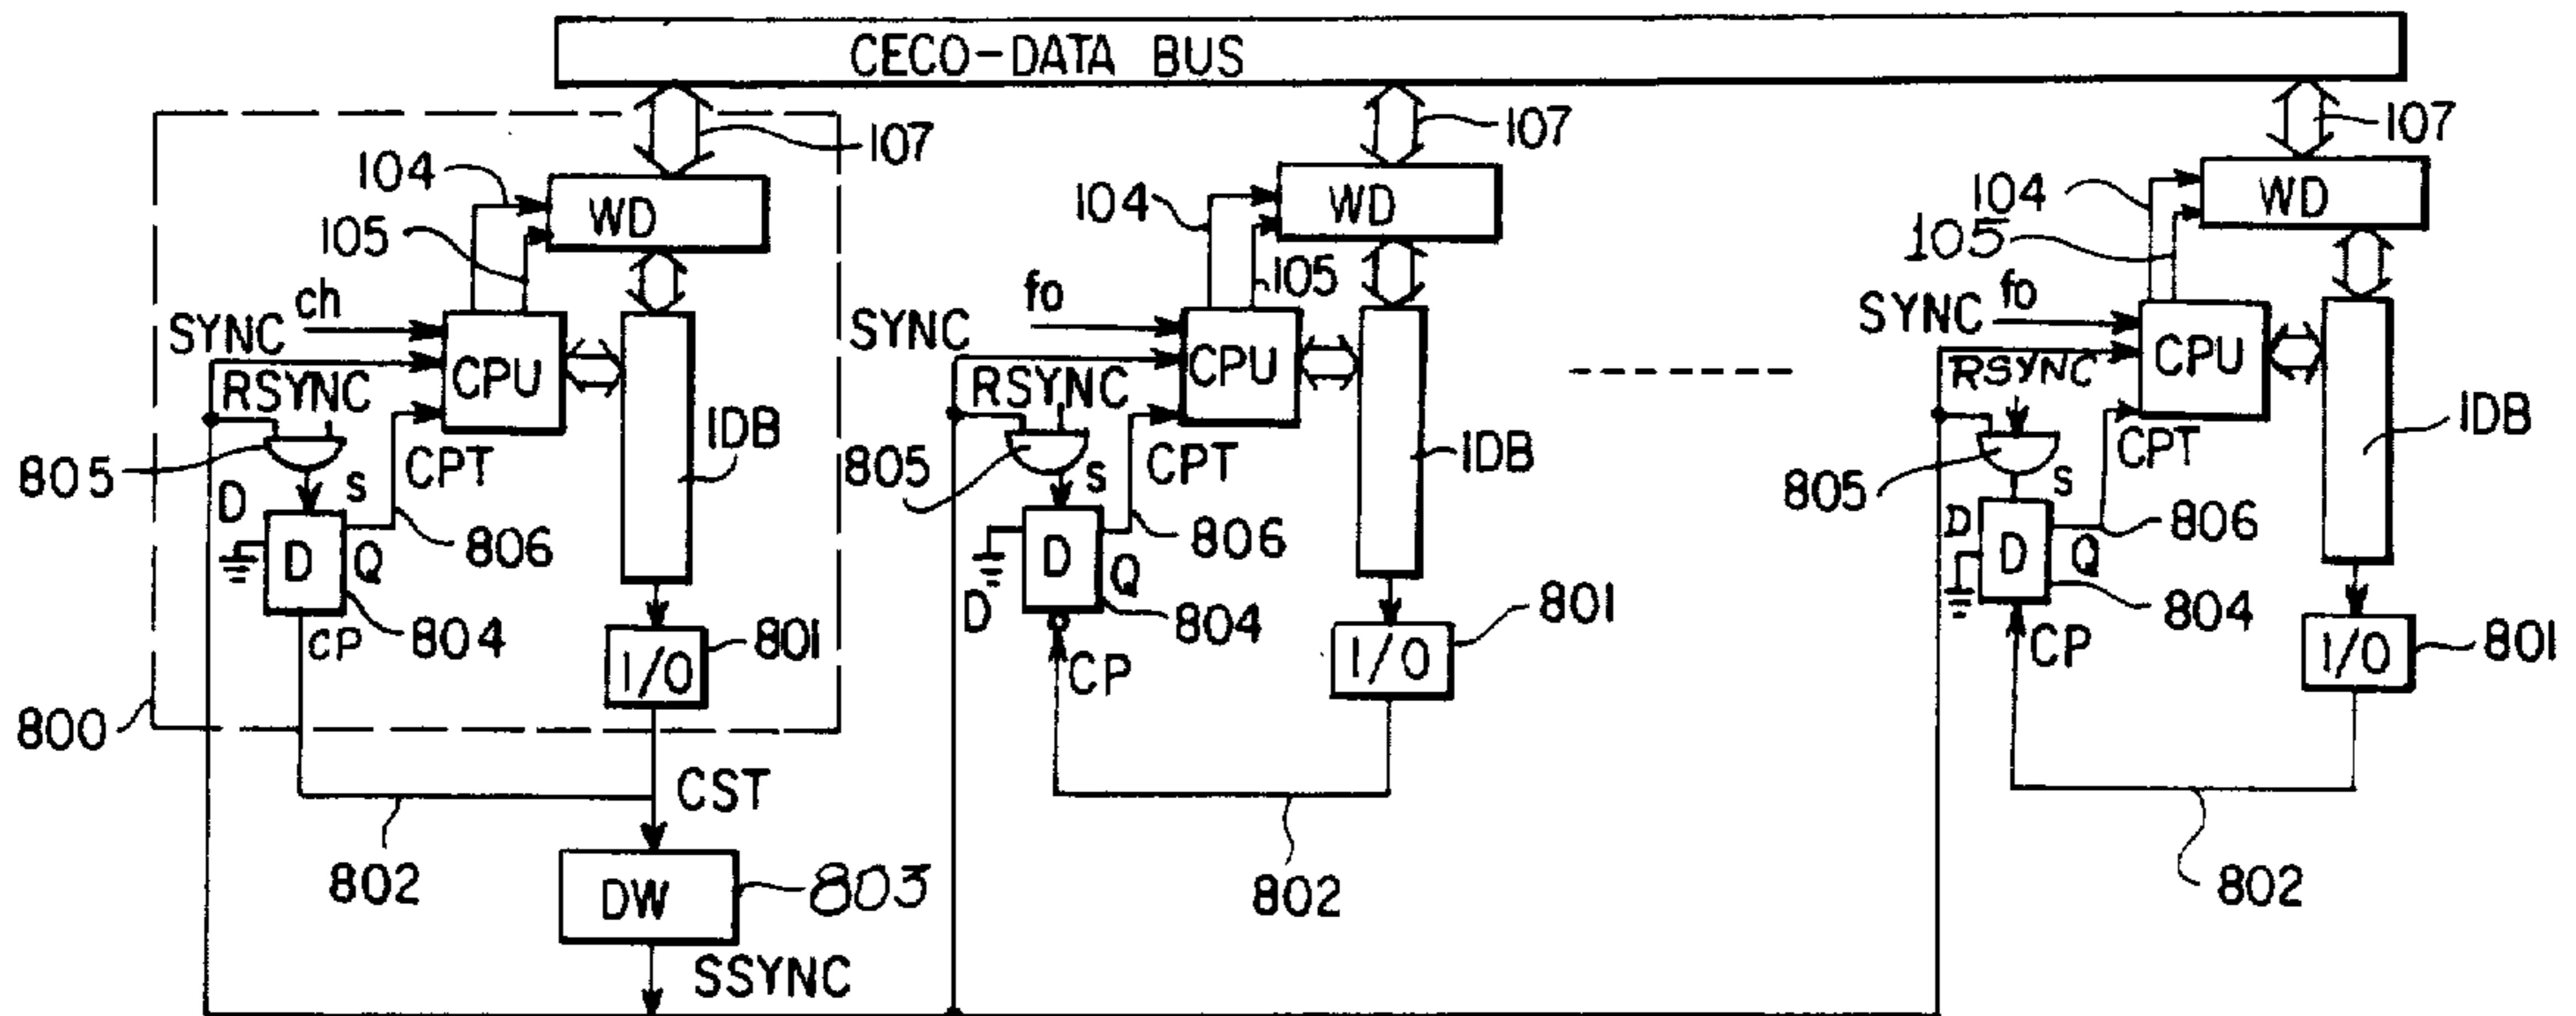 CECO-DATA BUS
107
107
107
104
WD
104
WD
104
WD
105
105
105
ch
fo
fo
SYNC
SYNC
SYNC
CPU
CPU
CPU
RSYNC
RSYNC
RSYNC
IDB
IDB
IDB
805
805
805
CPT
CPT
CPT
D
S
S
D
S
D
Q
806
D
Q
806
D
Q
806
D
804
804
804
CP
CP
CP
I/O
801
I/O
801
I/O
801
800
CST
802
802
802
DW
803
SSYNC